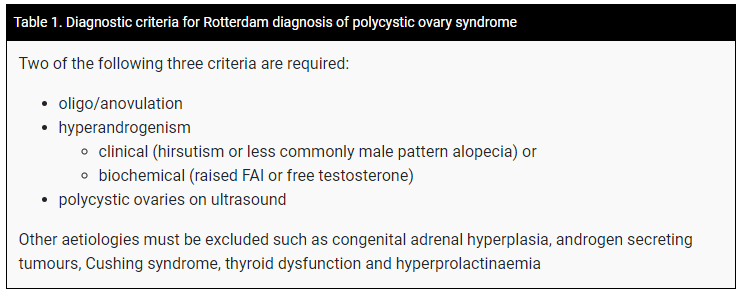 Table 1. Diagnostic criteria for Rotterdam diagnosis of polycystic ovary syndrome
Two of the following three criteria are required:
• oligo/anovulation
• hyperandrogenism
◦ clinical (hirsutism or less commonly male pattern alopecia) or
◦ biochemical (raised FAI or free testosterone)
• polycystic ovaries on ultrasound
Other aetiologies must be excluded such as congenital adrenal hyperplasia, androgen secreting
tumours, Cushing syndrome, thyroid dysfunction and hyperprolactinaemia